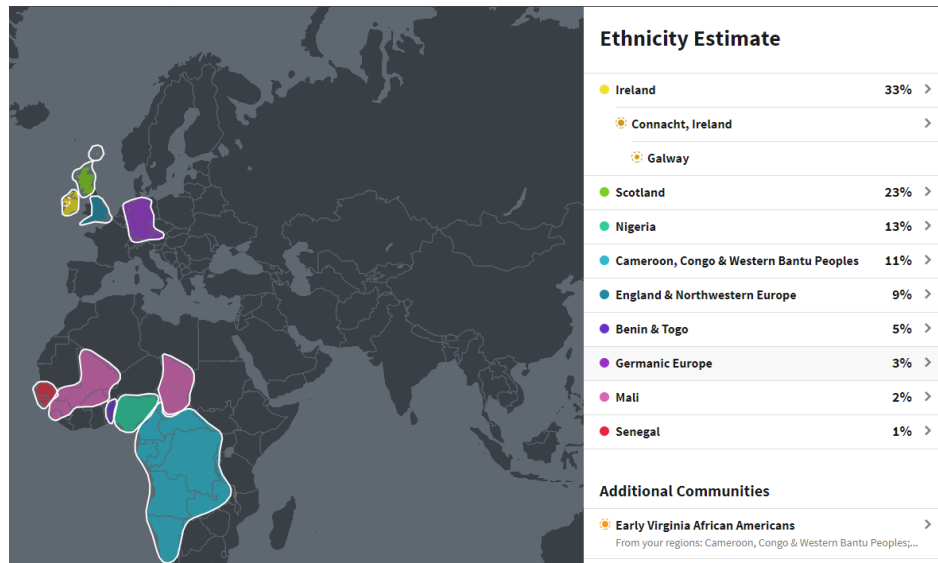 Ethnicity Estimate
Ireland 33%
Connacht, Ireland
Galway
Scotland 23%
Nigeria 13%
Cameroon, Congo & Western Bantu Peoples 11%
England & Northwestern Europe 9%
Benin & Togo 5%
Germanic Europe 3%
Mali 2%
Senegal 1%
Additional Communities
Early Virginia African Americans
From your regions: Cameroon, Congo & Western Bantu Peoples;...